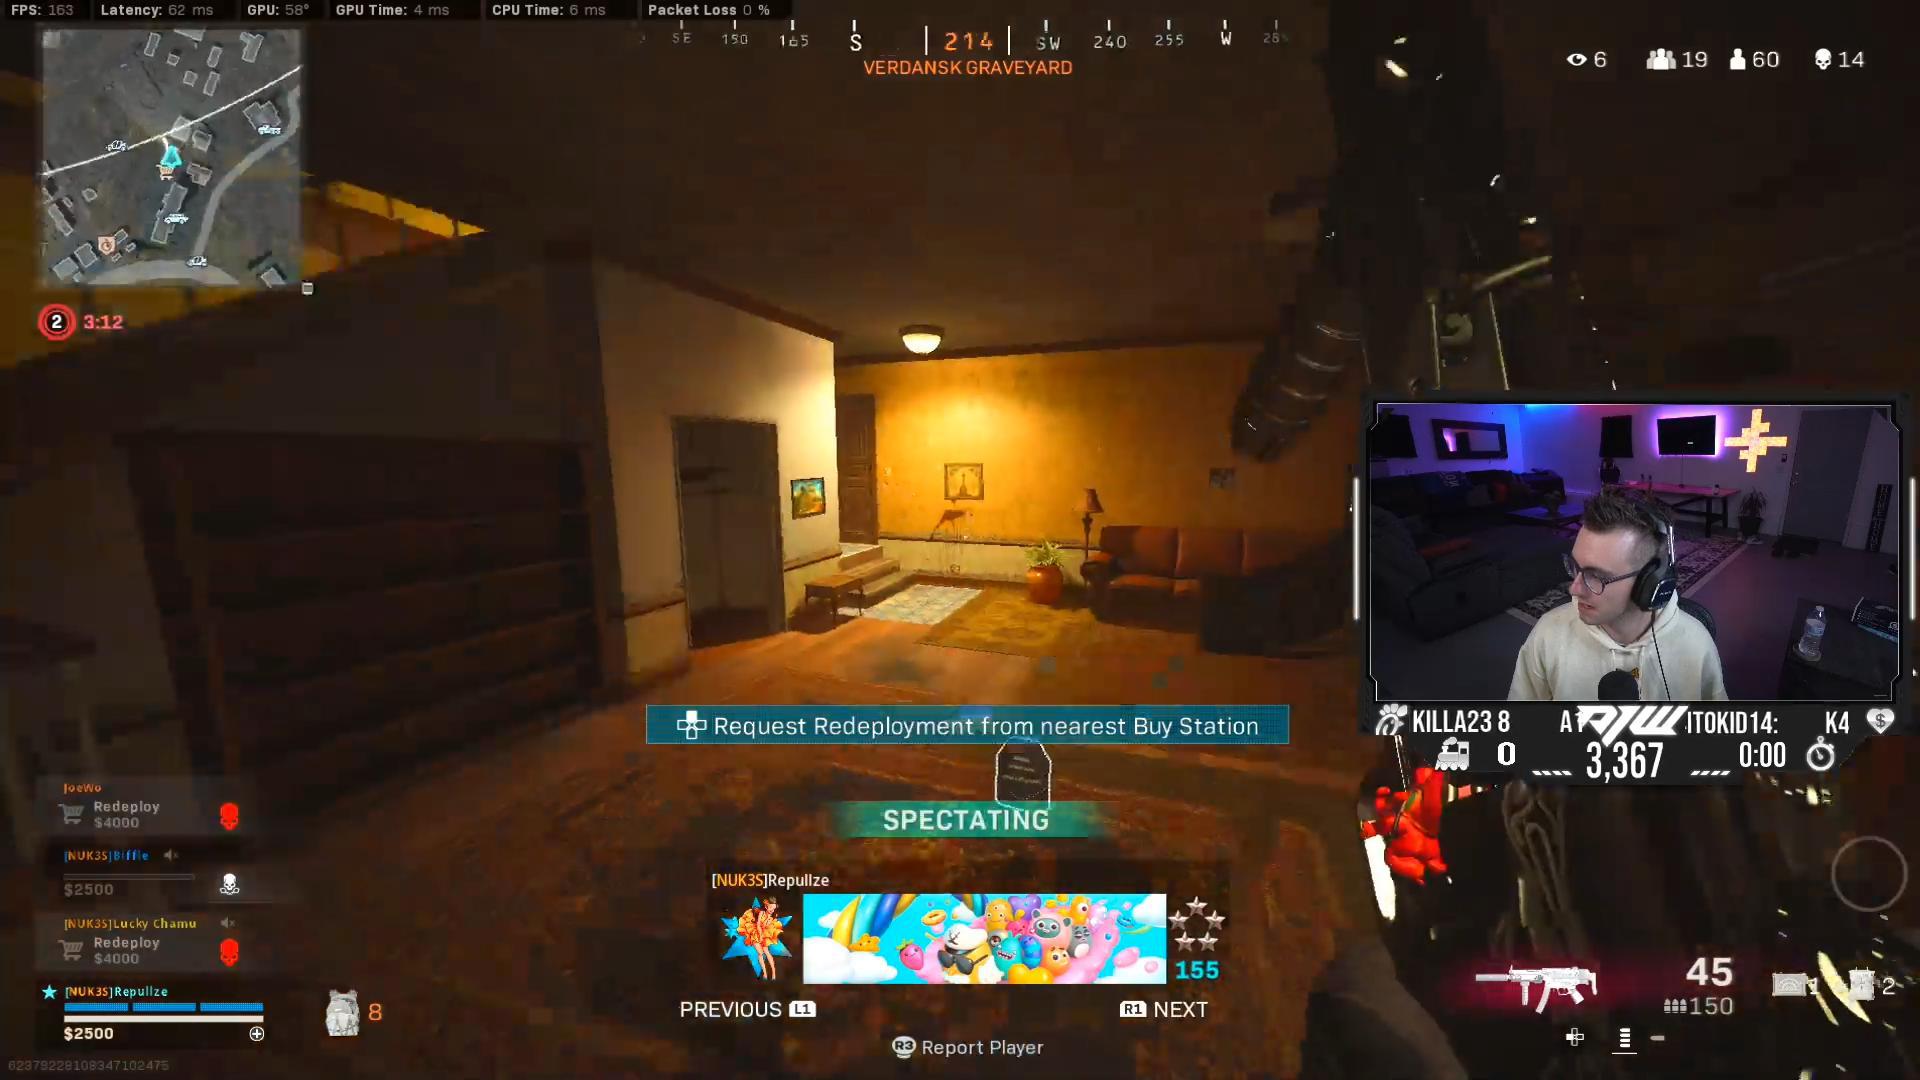 FPS: 163 Latency: 62 ms GPU: 58° GPU Time: 4 ms CPU Time: 6 ms Packet Loss 0 %
SE 150 165 S 214 SW 240 255 W
VERDANSK GRAVEYARD
6 19 60 14
2 3:12
Request Redeployment from nearest Buy Station
SPECTATING
KILLA23 8 ITOKID14: K4
0 3,367 0:00
JoeWo
Redeploy
$4000
[NUK3S]Biffle
$2500
[NUK3S]Lucky Chamu
Redeploy
$4000
[NUK3S]Repullze
$2500
8
[NUK3S]Repullze
155
PREVIOUS L1
R1 NEXT
R3 Report Player
45
150
1 2
62379228108347102475